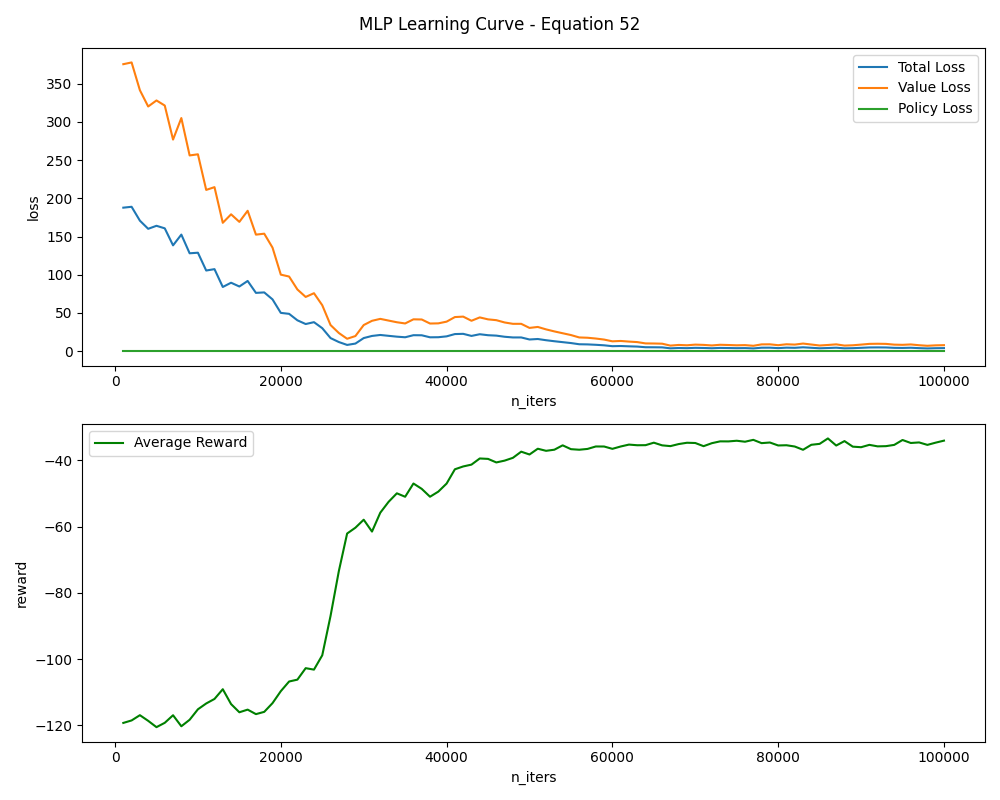 MLP Learning Curve - Equation 52
Total Loss
Value Loss
Policy Loss
350
300
250
200
150
100
50
0
loss
0 20000 40000 60000 80000 100000
n_iters
Average Reward
−40
−60
−80
−100
−120
reward
0 20000 40000 60000 80000 100000
n_iters